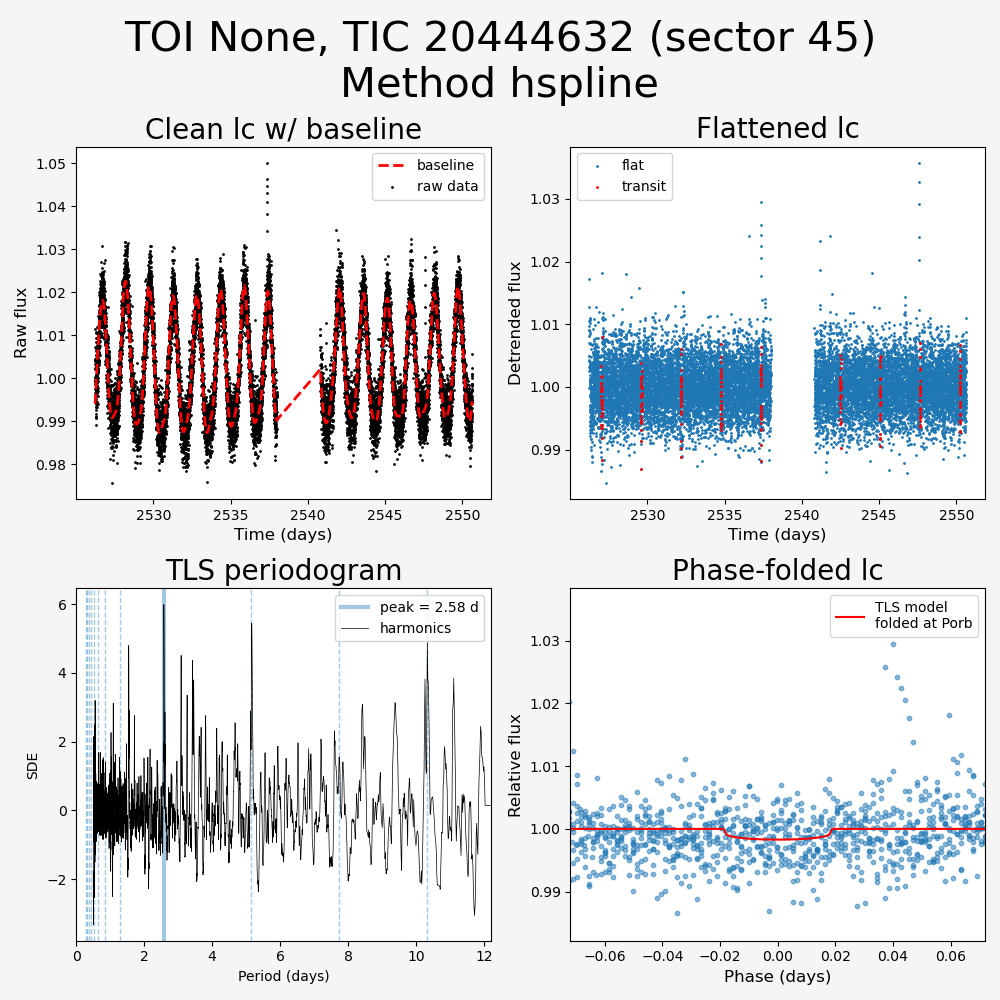 TOI None, TIC 20444632 (sector 45)
Method hspline
Clean lc w/ baseline
Flattened lc
baseline
raw data
flat
transit
1.05
1.04
1.03
1.02
1.01
1.00
0.99
0.98
Raw flux
2530
2535
2540
2545
2550
Time (days)
1.03
1.02
1.01
1.00
0.99
Detrended flux
2530
2535
2540
2545
2550
Time (days)
TLS periodogram
Phase-folded lc
peak = 2.58 d
harmonics
TLS model
folded at Porb
6
4
2
0
−2
SDE
0
2
4
6
8
10
12
Period (days)
1.03
1.02
1.01
1.00
0.99
Relative flux
−0.06
−0.04
−0.02
0.00
0.02
0.04
0.06
Phase (days)